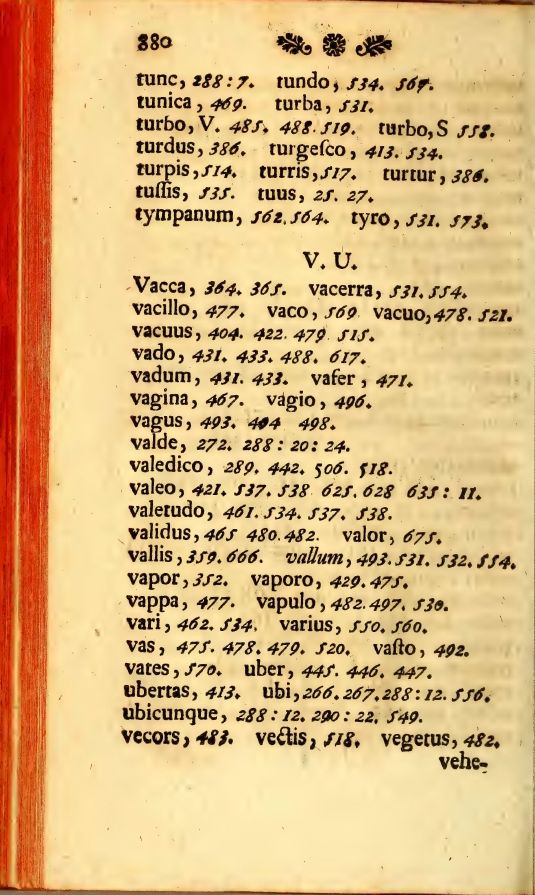 880
tunc, 288:7. tundo, 534. 567.
tunica, 469. turba, 531.
turbo, V. 485. 488. 519. turbo, S 558.
turdus, 386. turgeſco, 413. 534.
turpis, 514. turris, 517. turtur, 386.
tuſſis, 535. tuus, 25. 27.
tympanum, 562. 564. tyro, 531. 573.
V. U.
Vacca, 364. 365. vacerra, 531. 554.
vacillo, 477. vaco, 569 vacuo, 478. 521.
vacuus, 404. 422. 479. 515.
vado, 431. 433. 488. 617.
vadum, 431. 433. vafer, 471.
vagina, 467. vagio, 496.
vagus, 493. 494 498.
valde, 272. 288: 20: 24.
valedico, 289. 442. 506. 518.
valeo, 421. 537. 538 625. 628 635: 11.
valetudo, 461. 534. 537. 538.
validus, 465 480. 482. valor, 675.
vallis, 359. 666. vallum, 493. 531. 532. 554.
vapor, 352. vaporo, 429. 475.
vappa, 477. vapulo, 482. 497. 530.
vari, 462. 534. varius, 550. 560.
vas, 475. 478. 479. 520. vaſto, 492.
vates, 570. uber, 445. 446. 447.
ubertas, 413. ubi, 266. 267. 288: 12. 556.
ubicunque, 288: 12. 290: 22. 549.
vecors, 483. vectis, 518. vegetus, 482.
vehe-